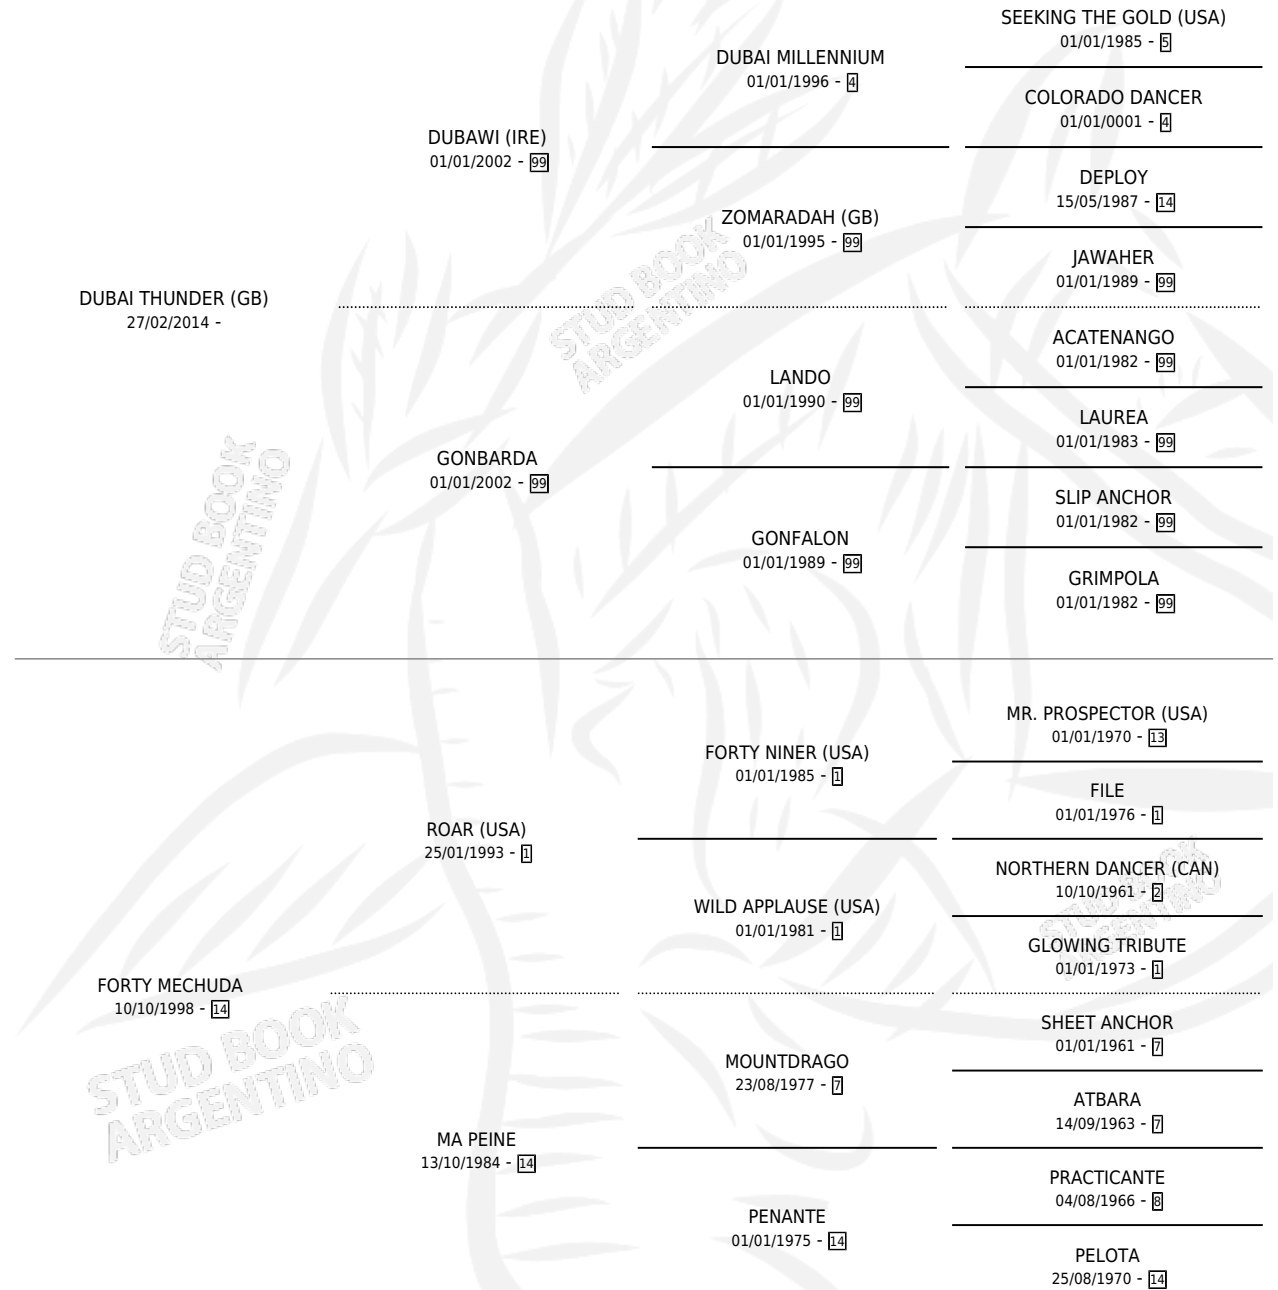 SEEKING THE GOLD (USA)
01/01/1985 - 5
DUBAI MILLENNIUM
01/01/1996 - 4
COLORADO DANCER
01/01/0001 - 4
DUBAWI (IRE)
01/01/2002 - 99
DEPLOY
15/05/1987 - 14
ZOMARADAH (GB)
01/01/1995 - 99
JAWAHER
01/01/1989 - 99
DUBAI THUNDER (GB)
27/02/2014 -
STUD BOOK
ARGENTINO
ACATENANGO
01/01/1982 - 99
LANDO
01/01/1990 - 99
LAUREA
01/01/1983 - 99
GONBARDA
01/01/2002 - 99
SLIP ANCHOR
01/01/1982 - 99
GONFALON
01/01/1989 - 99
GRIMPOLA
01/01/1982 - 99
STUD BOOK
ARGENTINO
MR. PROSPECTOR (USA)
01/01/1970 - 13
FORTY NINER (USA)
01/01/1985 - 1
FILE
01/01/1976 - 1
ROAR (USA)
25/01/1993 - 1
NORTHERN DANCER (CAN)
10/10/1961 - 2
WILD APPLAUSE (USA)
01/01/1981 - 1
STUD BOOK
ARGENTINO
GLOWING TRIBUTE
01/01/1973 - 1
FORTY MECHUDA
10/10/1998 - 14
STUD BOOK
ARGENTINO
SHEET ANCHOR
01/01/1961 - 7
MOUNTDRAGO
23/08/1977 - 7
ATBARA
14/09/1963 - 7
MA PEINE
13/10/1984 - 14
PRACTICANTE
04/08/1966 - 8
PENANTE
01/01/1975 - 14
PELOTA
25/08/1970 - 14